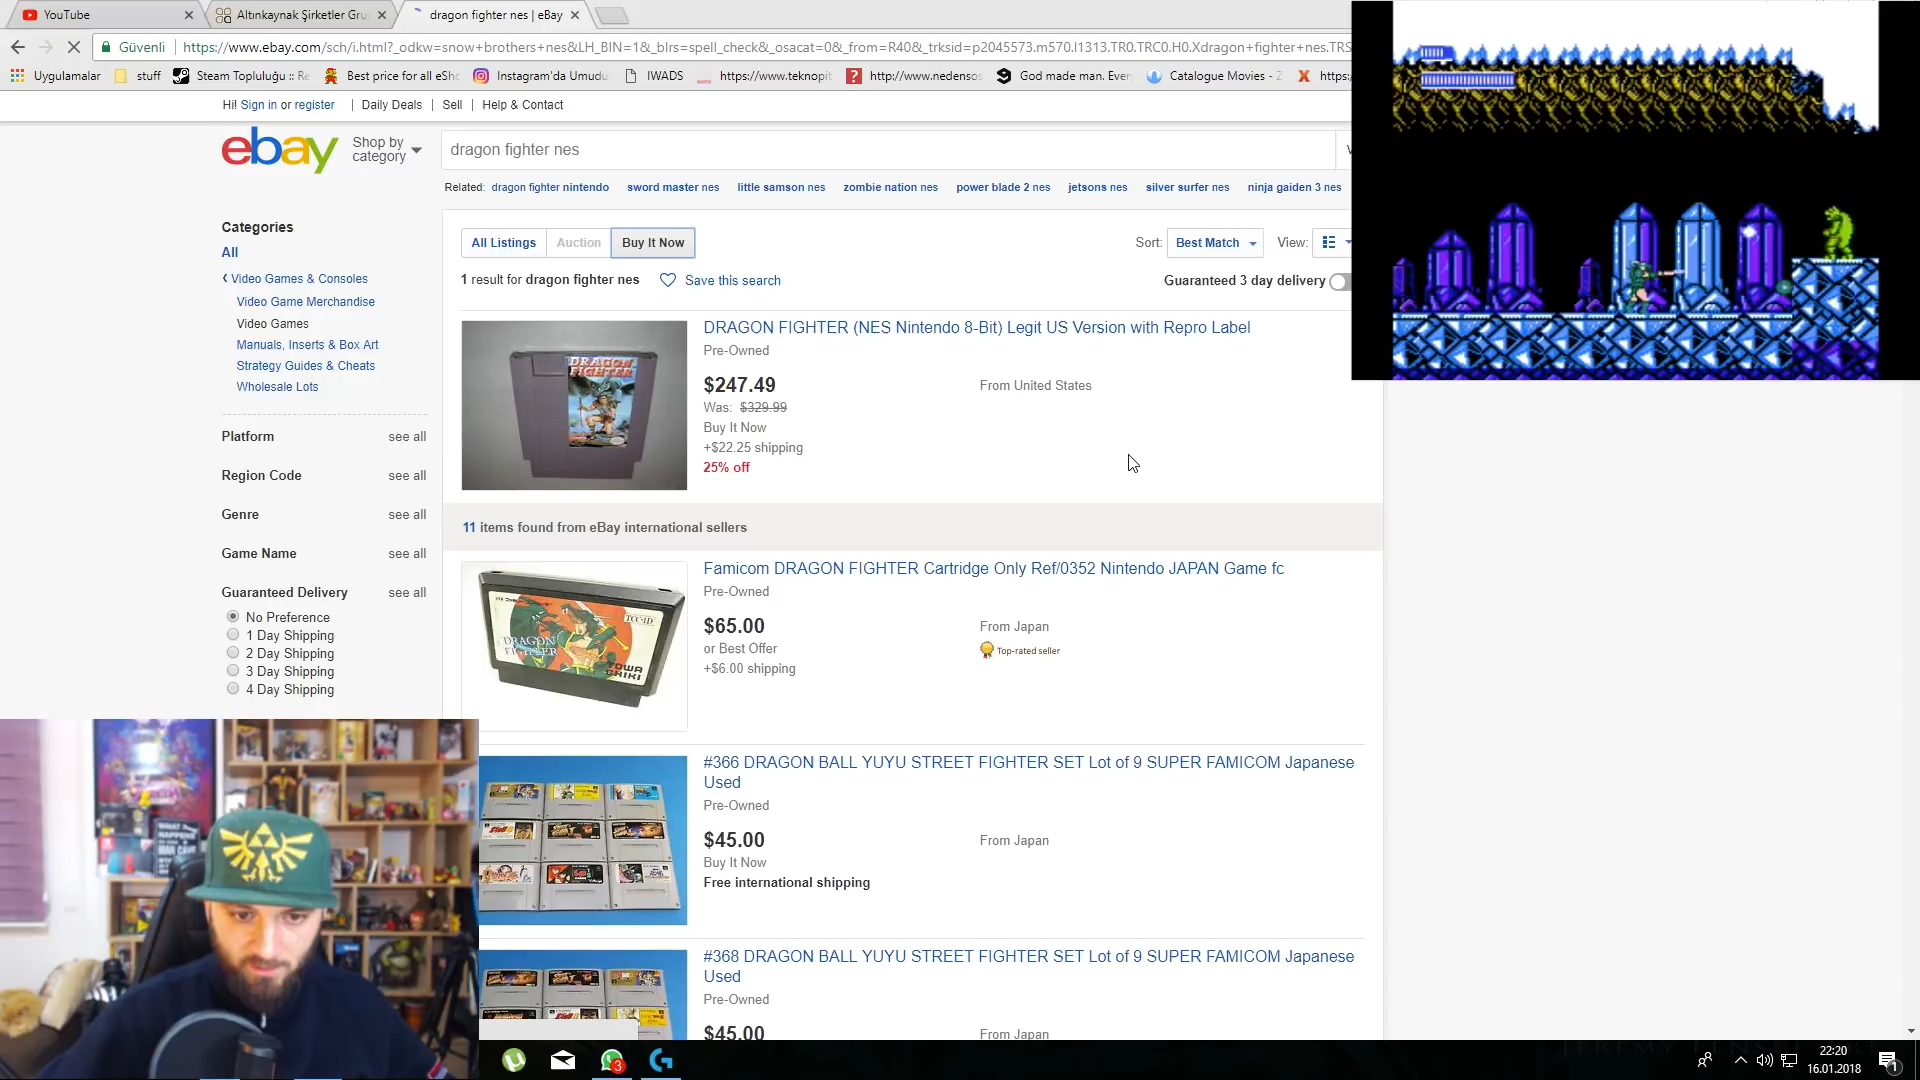 YouTube
Altınkaynak Şirketler Gru
dragon fighter nes | eBay
Güvenli
https://www.ebay.com/sch/i.html?_odkw=snow+brothers+nes&LH_BIN=1&_blrs=spell_check&_osacat=0&_from=R40&_trksid=p2045573.m570.l1313.TR0.TRC0.H0.Xdragon+fighter+nes.TRS
Uygulamalar
stuff
Steam Topluluğu :: Re
Best price for all eSho
Instagram'da Umudu
IWADS
https://www.teknopit
http://www.nedensos
God made man. Ever
Catalogue Movies - Z
https:
Hi! Sign in or register | Daily Deals | Sell | Help & Contact
ebay
Shop by
category
dragon fighter nes
Related: dragon fighter nintendo sword master nes little samson nes zombie nation nes power blade 2 nes jetsons nes silver surfer nes ninja gaiden 3 nes
Categories
All
Video Games & Consoles
Video Game Merchandise
Video Games
Manuals, Inserts & Box Art
Strategy Guides & Cheats
Wholesale Lots
Platform see all
Region Code see all
Genre see all
Game Name see all
Guaranteed Delivery see all
No Preference
1 Day Shipping
2 Day Shipping
3 Day Shipping
4 Day Shipping
All Listings Auction Buy It Now
Sort: Best Match View:
1 result for dragon fighter nes Save this search
Guaranteed 3 day delivery
DRAGON FIGHTER
DRAGON FIGHTER (NES Nintendo 8-Bit) Legit US Version with Repro Label
Pre-Owned
$247.49 From United States
Was: $329.99
Buy It Now
+$22.25 shipping
25% off
11 items found from eBay international sellers
TCC-ID
DRAGON
FIGHTER
TOWA
CHIKI
Famicom DRAGON FIGHTER Cartridge Only Ref/0352 Nintendo JAPAN Game fc
Pre-Owned
$65.00 From Japan
or Best Offer Top-rated seller
+$6.00 shipping
#366 DRAGON BALL YUYU STREET FIGHTER SET Lot of 9 SUPER FAMICOM Japanese
Used
Pre-Owned
$45.00 From Japan
Buy It Now
Free international shipping
#368 DRAGON BALL YUYU STREET FIGHTER SET Lot of 9 SUPER FAMICOM Japanese
Used
Pre-Owned
$45.00 From Japan
3
22:20
16.01.2018
1